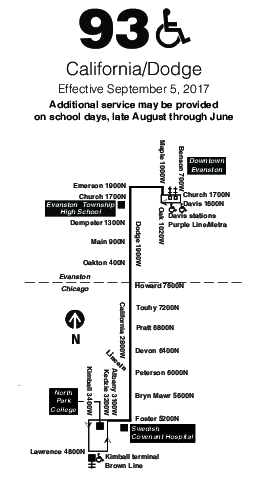 93
California/Dodge
Effective September 5, 2017
Additional service may be provided
on school days, late August through June
Maple 1000W
Benson 700W
Downtown
Evanston
Emerson 1900N
Church 1700N
Church 1700N
Evanston Township
High School
Oak 1020W
Davis 1600N
Davis stations
Purple Line/Metra
Dempster 1300N
Dodge 1900W
Main 900N
Oakton 400N
Evanston
Chicago
Howard 7600N
California 2800W
Touhy 7200N
Pratt 6800N
N
Lincoln
Devon 6400N
Peterson 6000N
Kimball 3400W
Albany 3100W
Kedzie 3200W
North
Park
College
Bryn Mawr 5600N
Foster 5200N
Swedish
Covenant Hospital
Lawrence 4800N
Kimball terminal
Brown Line